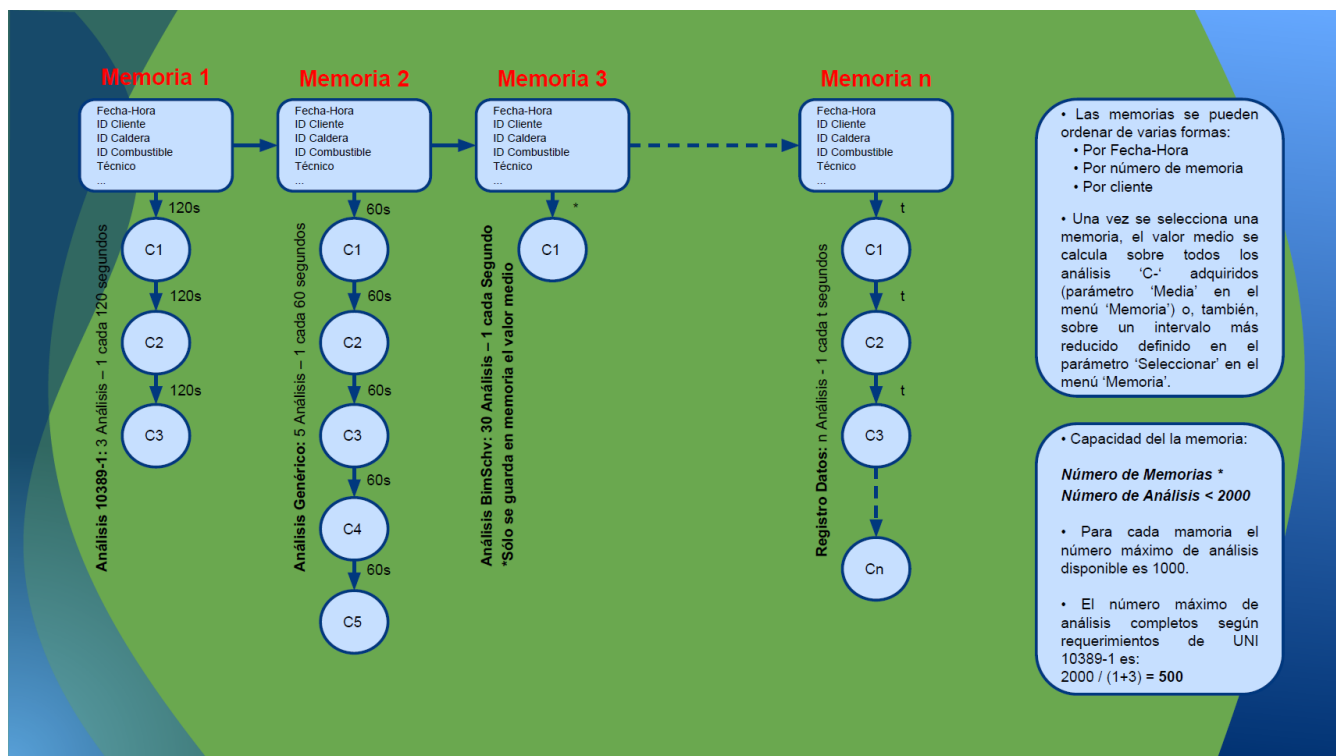 Memoria 1
Fecha-Hora
ID Cliente
ID Caldera
ID Combustible
Técnico
...
120s
C1
120s
C2
120s
C3
Análisis 10389-1: 3 Análisis – 1 cada 120 segundos
Memoria 2
Fecha-Hora
ID Cliente
ID Caldera
ID Combustible
Técnico
...
60s
C1
60s
C2
60s
C3
60s
C4
60s
C5
Análisis Genérico: 5 Análisis – 1 cada 60 segundos
Memoria 3
Fecha-Hora
ID Cliente
ID Caldera
ID Combustible
Técnico
...
*
C1
Análisis BimSchv: 30 Análisis – 1 cada Segundo
*Sólo se guarda en memoria el valor medio
Memoria n
Fecha-Hora
ID Cliente
ID Caldera
ID Combustible
Técnico
...
t
C1
t
C2
t
C3
Cn
Registro Datos: n Análisis - 1 cada t segundos
• Las memorias se pueden
ordenar de varias formas:
• Por Fecha-Hora
• Por número de memoria
• Por cliente
• Una vez se selecciona una
memoria, el valor medio se
calcula sobre todos los
análisis ‘C-‘ adquiridos
(parámetro ‘Media’ en el
menú ‘Memoria’) o, también,
sobre un intervalo más
reducido definido en el
parámetro ‘Seleccionar’ en el
menú ‘Memoria’.
• Capacidad del la memoria:
Número de Memorias *
Número de Análisis < 2000
• Para cada mamoria el
número máximo de análisis
disponible es 1000.
• El número máximo de
análisis completos según
requerimientos de UNI
10389-1 es:
2000 / (1+3) = 500